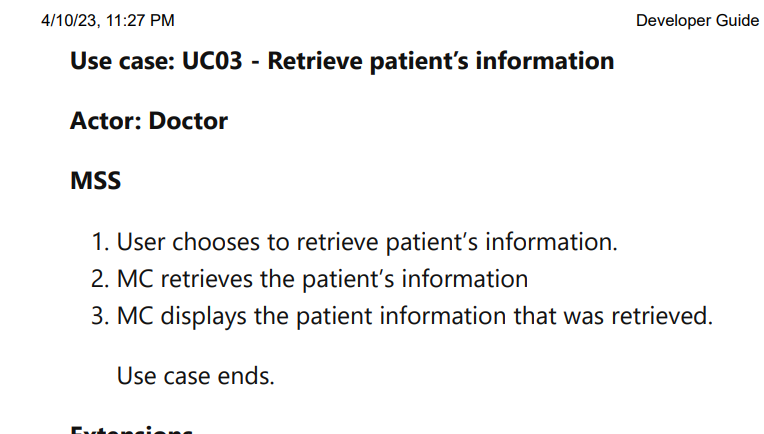 4/10/23, 11:27 PM Developer Guide
Use case: UC03 - Retrieve patient’s information
Actor: Doctor
MSS
1. User chooses to retrieve patient’s information.
2. MC retrieves the patient’s information
3. MC displays the patient information that was retrieved.
Use case ends.
Extensions